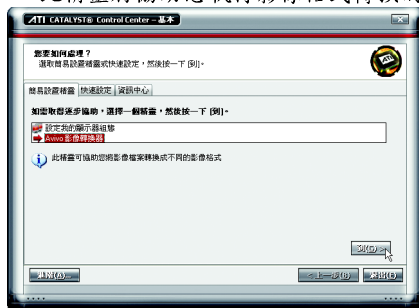 ATI CATALYST® Control Center – 基本
您要如何處理？
選取簡易設置精靈或快速設定，然後按一下 [到]。
簡易設置精靈 快速設定 資訊中心
如需取得逐步協助，選擇一個精靈，然後按一下 [到]。
設定我的顯示器組態
Avivo 影像轉換器
此精靈可協助您將影像檔案轉換成不同的影像格式
到(G) >
進階(A)...
< 上一步(B)